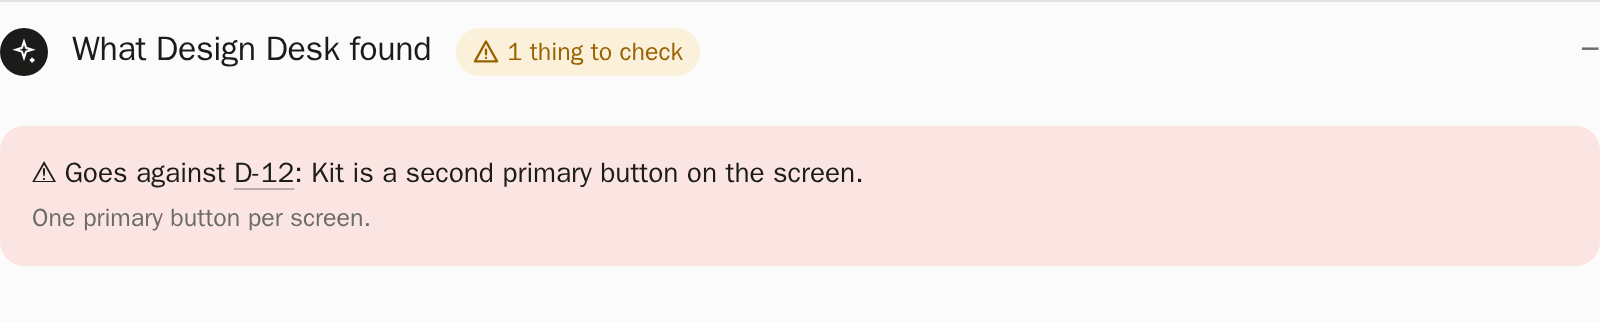 What Design Desk found
⚠ 1 thing to check
⚠ Goes against D-12: Kit is a second primary button on the screen.
One primary button per screen.